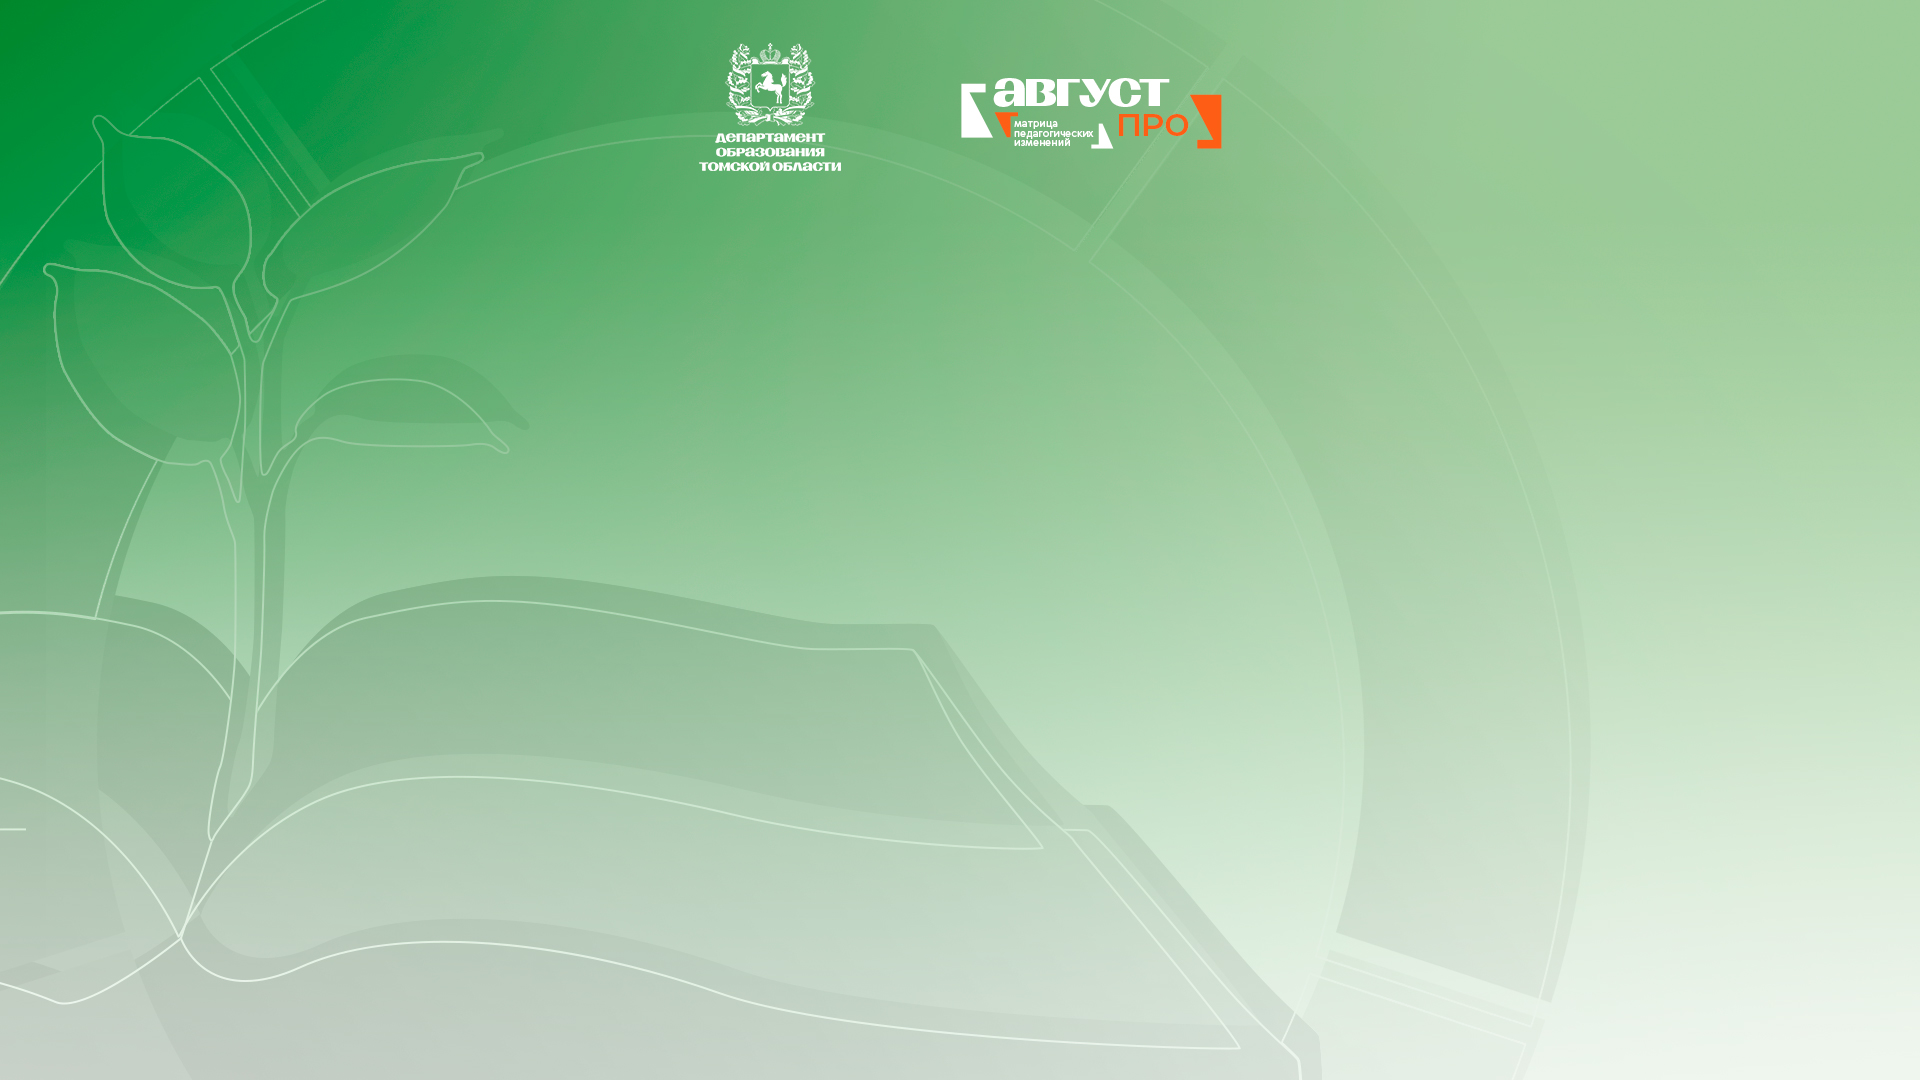 ДЕПАРТАМЕНТ
ОБРАЗОВАНИЯ
ТОМСКОЙ ОБЛАСТИ
август
ПРО
матрица
педагогических
изменений